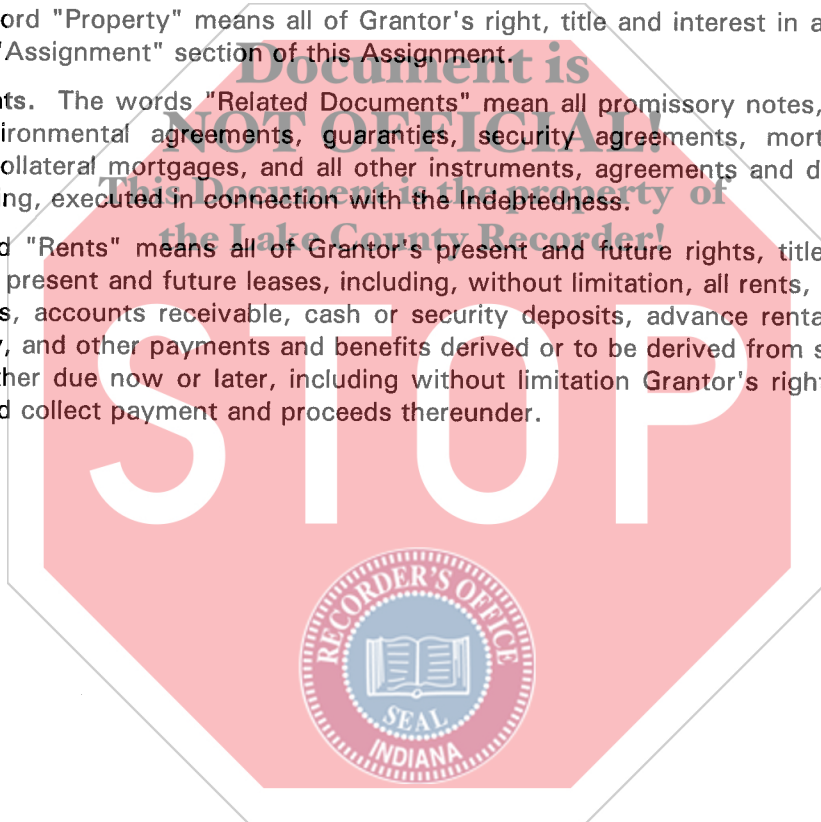 ord "Property" means all of Grantor's right, title and interest in a
"Assignment" section of this Assignment.
Document is
ts. The words "Related Documents" mean all promissory notes,
NOT OFFICIAL!
ironmental agreements, guaranties, security agreements, mort
ollateral mortgages, and all other instruments, agreements and d
This Document is the property of
ng, executed in connection with the Indebtedness.
the Lake County Recorder!
d "Rents" means all of Grantor's present and future rights, title
present and future leases, including, without limitation, all rents,
s, accounts receivable, cash or security deposits, advance renta
y, and other payments and benefits derived or to be derived from s
ther due now or later, including without limitation Grantor's right
d collect payment and proceeds thereunder.
STOP
RECORDER'S OFFICE
SEAL
INDIANA